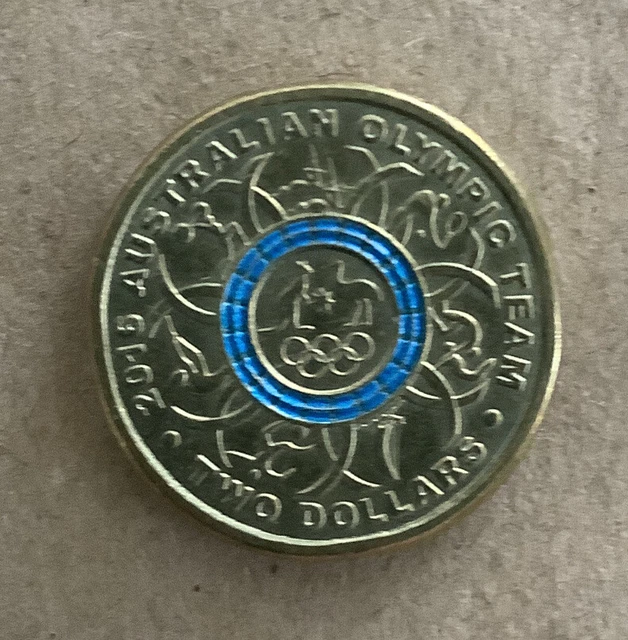 2016 AUSTRALIAN OLYMPIC TEAM
TWO DOLLARS